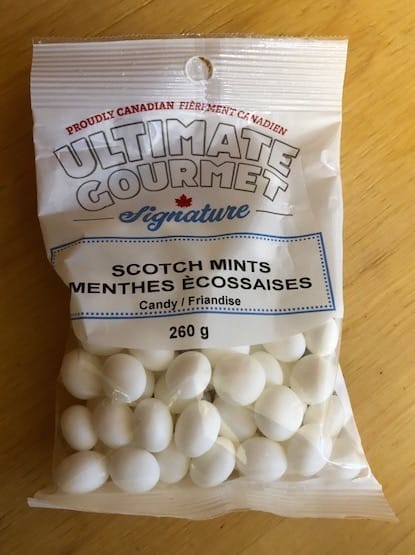 PROUDLY CANADIAN FIÈREMENT CANADIEN
ULTIMATE
GOURMET
Signature
SCOTCH MINTS
MENTHES ÈCOSSAISES
Candy / Friandise
260 g